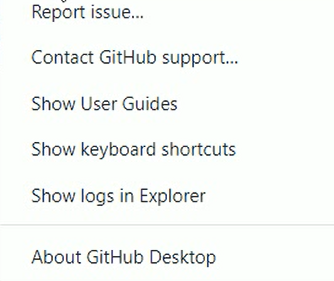 Report issue...
Contact GitHub support...
Show User Guides
Show keyboard shortcuts
Show logs in Explorer
About GitHub Desktop